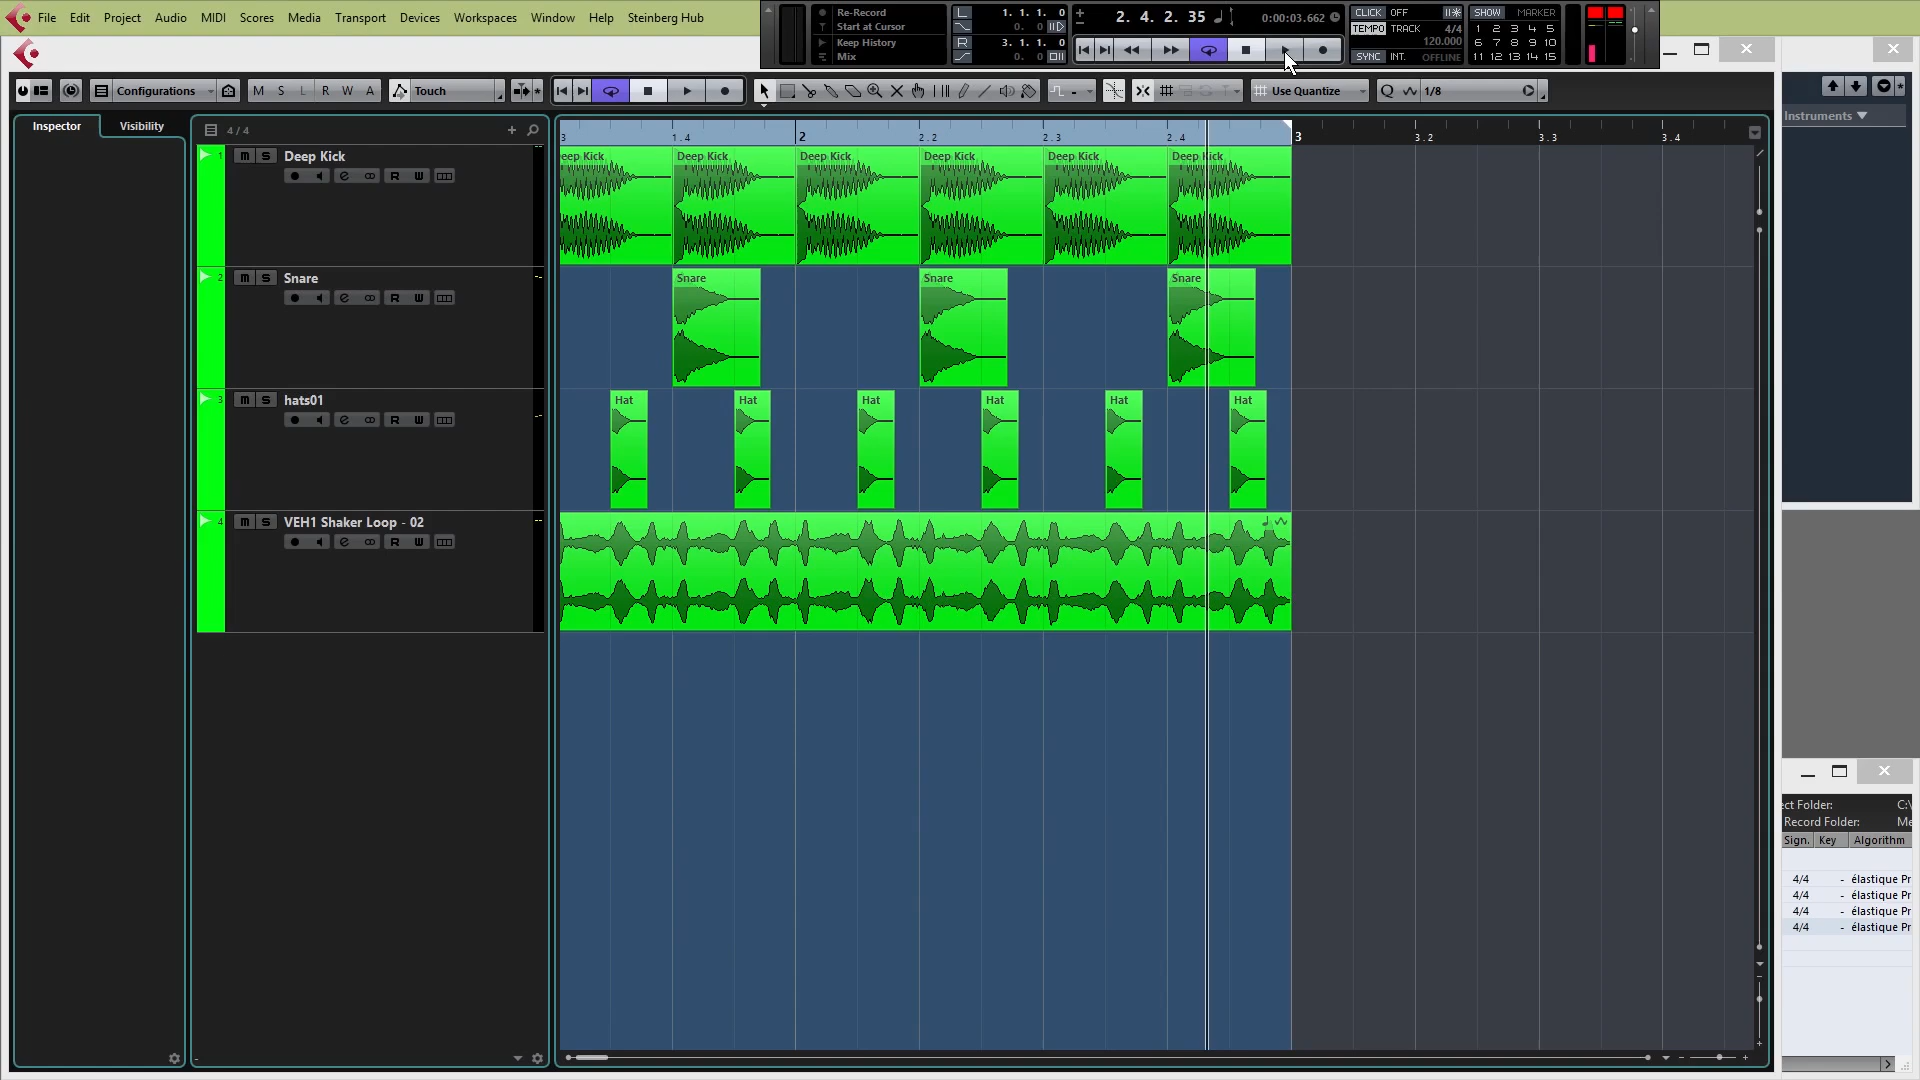 File Edit Project Audio MIDI Scores Media Transport Devices Workspaces Window Help Steinberg Hub
Re-Record
Start at Cursor
Keep History
Mix
L 1. 1. 1. 0
0. 0
R 3. 1. 1. 0
0. 0
2. 4. 2. 35
0:00:03.662
CLICK OFF
TEMPO TRACK 4/4
120.000
SYNC INT. OFFLINE
SHOW MARKER
1 2 3 4 5
6 7 8 9 10
11 12 13 14 15
Configurations M S L R W A Touch Use Quantize Q 1/8
Inspector Visibility 4/4
3 1.4 2 2.2 2.3 2.4 3 3.2 3.3 3.4
Instruments
1 m S Deep Kick
R W
eep Kick Deep Kick Deep Kick Deep Kick Deep Kick Deep Kick
2 m S Snare
R W
Snare Snare Snare
3 m S hats01
R W
Hat Hat Hat Hat Hat Hat
4 m S VEH1 Shaker Loop - 02
R W
ect Folder: C:\
Record Folder: Me
Sign. Key Algorithm
4/4 - élastique Pr
4/4 - élastique Pr
4/4 - élastique Pr
4/4 - élastique Pr